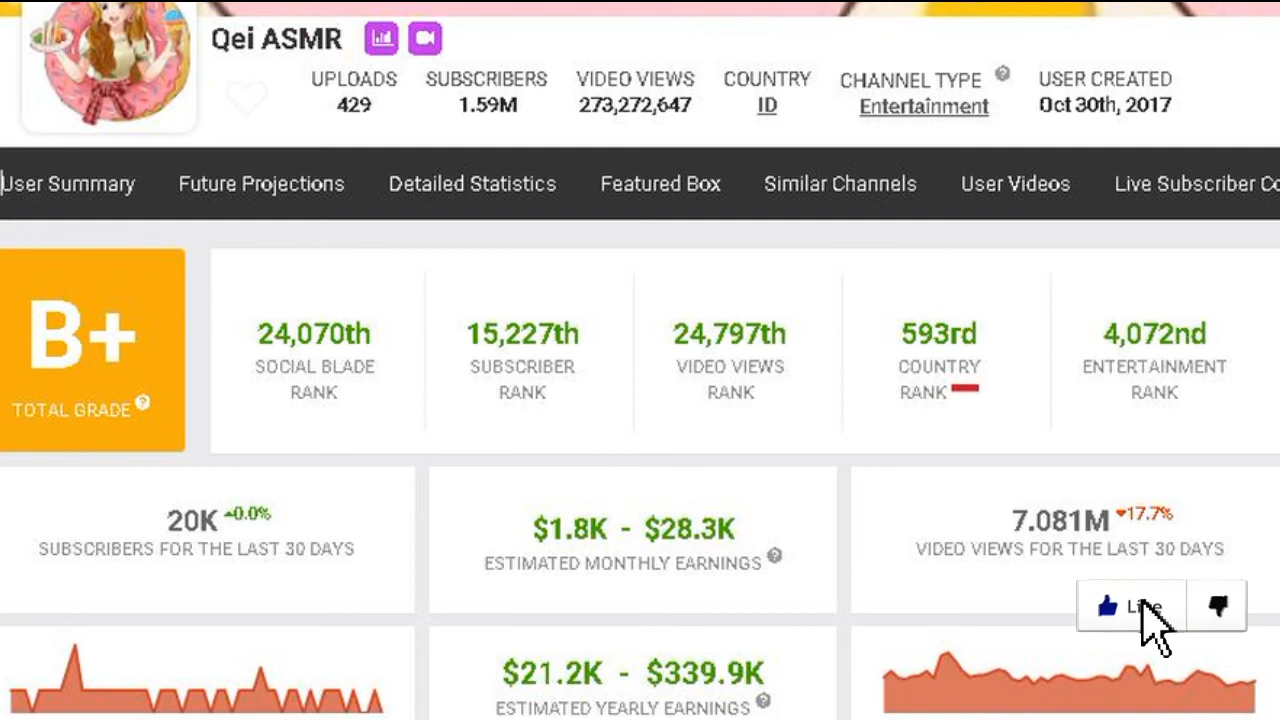 Qei ASMR
UPLOADS SUBSCRIBERS VIDEO VIEWS COUNTRY CHANNEL TYPE USER CREATED
429 1.59M 273,272,647 ID Entertainment Oct 30th, 2017
User Summary Future Projections Detailed Statistics Featured Box Similar Channels User Videos Live Subscriber Co
B+
TOTAL GRADE ?
24,070th 15,227th 24,797th 593rd 4,072nd
SOCIAL BLADE SUBSCRIBER VIDEO VIEWS COUNTRY ENTERTAINMENT
RANK RANK RANK RANK RANK
20K 0.0%
SUBSCRIBERS FOR THE LAST 30 DAYS
$1.8K - $28.3K
ESTIMATED MONTHLY EARNINGS ?
7.081M 17.7%
VIDEO VIEWS FOR THE LAST 30 DAYS
$21.2K - $339.9K
ESTIMATED YEARLY EARNINGS ?